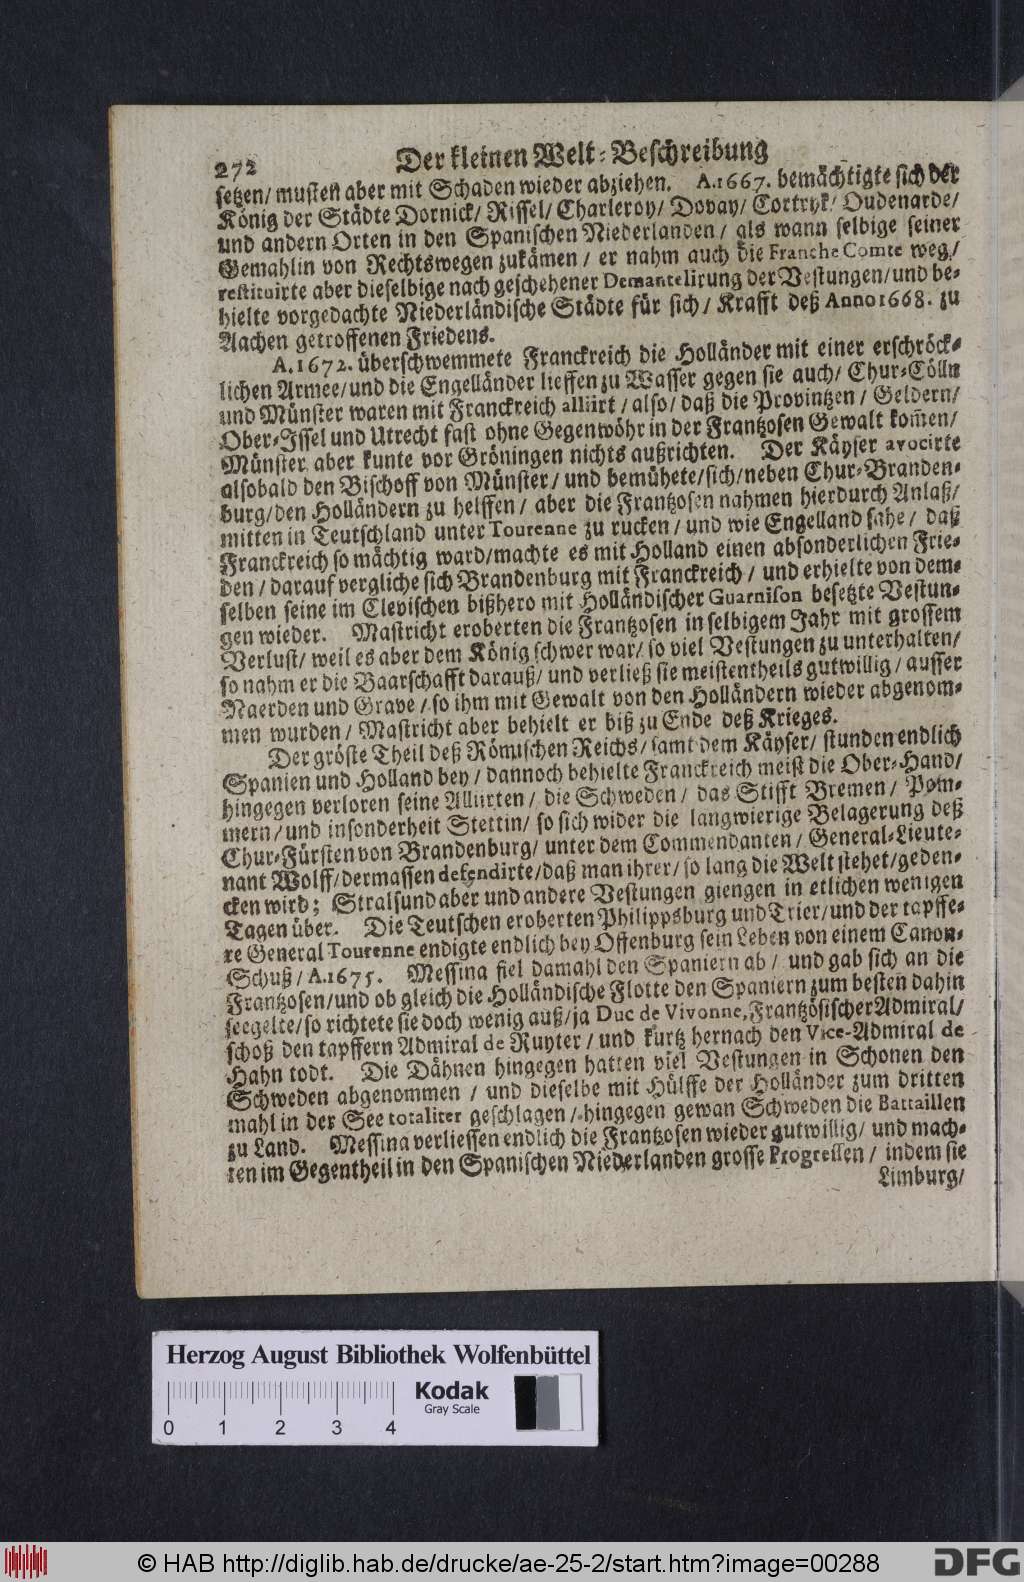 272 Der kleinen Welt-Beschreibung
setzen/ musten aber mit Schaden wieder abziehen. A.1667. bemächtigte sich der
König der Städte Dornick/ Rissel/ Charleroy/ Dovay/ Cortryk/ Oudenarde/
und andern Orten in den Spanischen Niederlanden/ als wann selbige seiner
Gemahlin von Rechtswegen zukämen/ er nahm auch die Franche Comte weg/
restituirte aber dieselbige nach geschehener Demantelirung der Vestungen/ und be-
hielte vorgedachte Niederländische Städte für sich/ Krafft deß Anno 1668. zu
Aachen getroffenen Friedens.
A.1672. überschwemmete Franckreich die Holländer mit einer erschröck-
lichen Armee/ und die Engelländer lieffen zu Wasser gegen sie auch/ Chur-Cölln
und Münster waren mit Franckreich alliirt/ also/ daß die Provintzen/ Geldern/
Ober-Issel und Utrecht fast ohne Gegenwöhr in der Frantzosen Gewalt kom̃en/
Münster aber kunte vor Gröningen nichts außrichten. Der Käyser avocirte
alsobald den Bischoff von Münster/ und bemühete/ sich/ neben Chur-Branden-
burg/ den Holländern zu helffen/ aber die Frantzosen nahmen hierdurch Anlaß/
mitten in Teutschland unter Tourenne zu rucken/ und wie Engelland sahe/ daß
Franckreich so mächtig ward/ machte es mit Holland einen absonderlichen Frie-
den/ darauf vergliche sich Brandenburg mit Franckreich/ und erhielte von dem-
selben seine im Clevischen bißhero mit Holländischer Guarnison besetzte Vestun-
gen wieder. Mastricht eroberten die Frantzosen in selbigem Jahr mit grossem
Verlust/ weil es aber dem König schwer war/ so viel Vestungen zu unterhalten/
so nahm er die Baarschafft darauß/ und verließ sie meistentheils gutwillig/ ausser
Naerden und Grave/ so ihm mit Gewalt von den Holländern wieder abgenom-
men wurden/ Mastricht aber behielt er biß zu Ende deß Krieges.
Der gröste Theil deß Römischen Reichs/ samt dem Käyser/ stunden endlich
Spanien und Holland bey/ dannoch behielte Franckreich meist die Ober-Hand/
hingegen verloren seine Alliirten/ die Schweden/ das Stifft Bremen/ Pom-
mern/ und insonderheit Stettin/ so sich wider die langwierige Belagerung deß
Chur-Fürsten von Brandenburg/ unter dem Commendanten/ General-Lieute-
nant Wolff/ dermassen defendirte/ daß man ihrer/ so lang die Welt stehet/ geden-
cken wird; Stralsund aber und andere Vestungen giengen in etlichen wenigen
Tagen über. Die Teutschen eroberten Philippsburg und Trier/ und der tapffe-
re General Tourenne endigte endlich bey Offenburg sein Leben von einem Canon-
Schuß/ A.1675. Messina fiel damahl den Spaniern ab/ und gab sich an die
Frantzosen/ und ob gleich die Holländische Flotte den Spaniern zum besten dahin
seegelte/ so richtete sie doch wenig auß/ ja Duc de Vivonne, Frantzösischer Admiral/
schoß den tapffern Admiral de Ruyter/ und kurtz hernach den Vice-Admiral de
Hahn todt. Die Dähnen hingegen hatten viel Vestungen in Schonen den
Schweden abgenommen/ und dieselbe mit Hülffe der Holländer zum dritten
mahl in der See totaliter geschlagen/ hingegen gewan Schweden die Bataillen
zu Land. Messina verliessen endlich die Frantzosen wieder gutwillig/ und mach-
ten im Gegentheil in den Spanischen Niederlanden grosse Progressen/ indem sie
Limburg/
Herzog August Bibliothek Wolfenbüttel
Kodak
Gray Scale
0 1 2 3 4
© HAB http://diglib.hab.de/drucke/ae-25-2/start.htm?image=00288
DFG